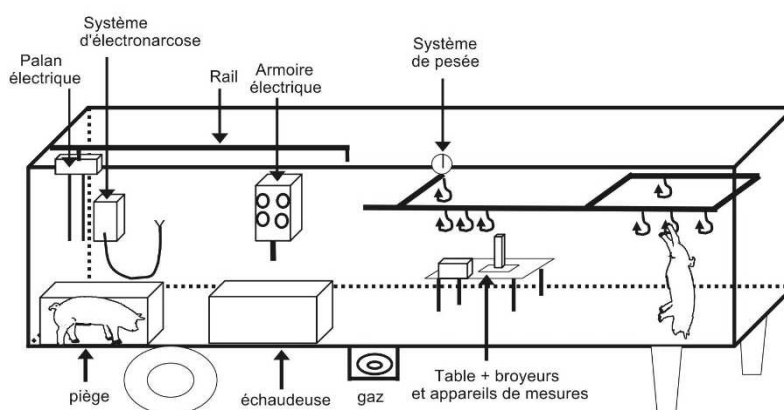 Système
d'électronarcose
Palan
électrique
Rail
Armoire
électrique
Système
de pesée
piège
échaudeuse
gaz
Table + broyeurs
et appareils de mesures